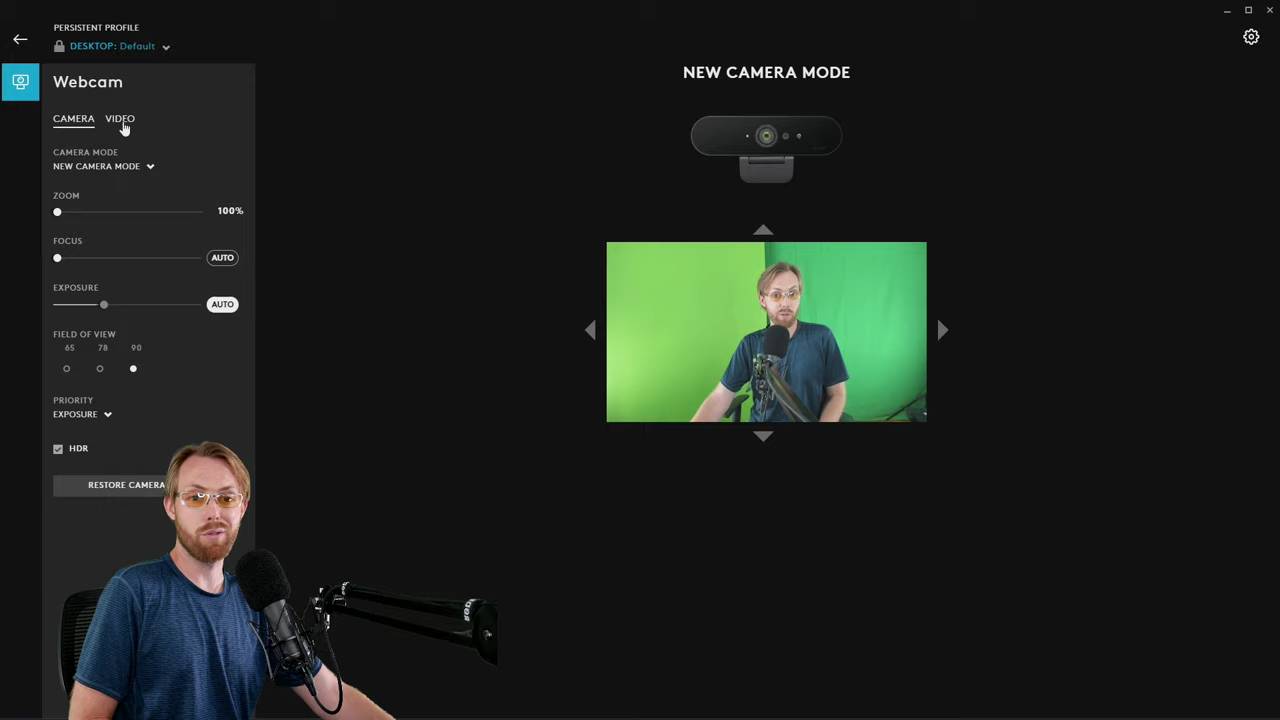 PERSISTENT PROFILE
DESKTOP: Default
Webcam
CAMERA VIDEO
CAMERA MODE
NEW CAMERA MODE
ZOOM
100%
FOCUS
AUTO
EXPOSURE
AUTO
FIELD OF VIEW
65 78 90
PRIORITY
EXPOSURE
HDR
RESTORE CAMERA
NEW CAMERA MODE